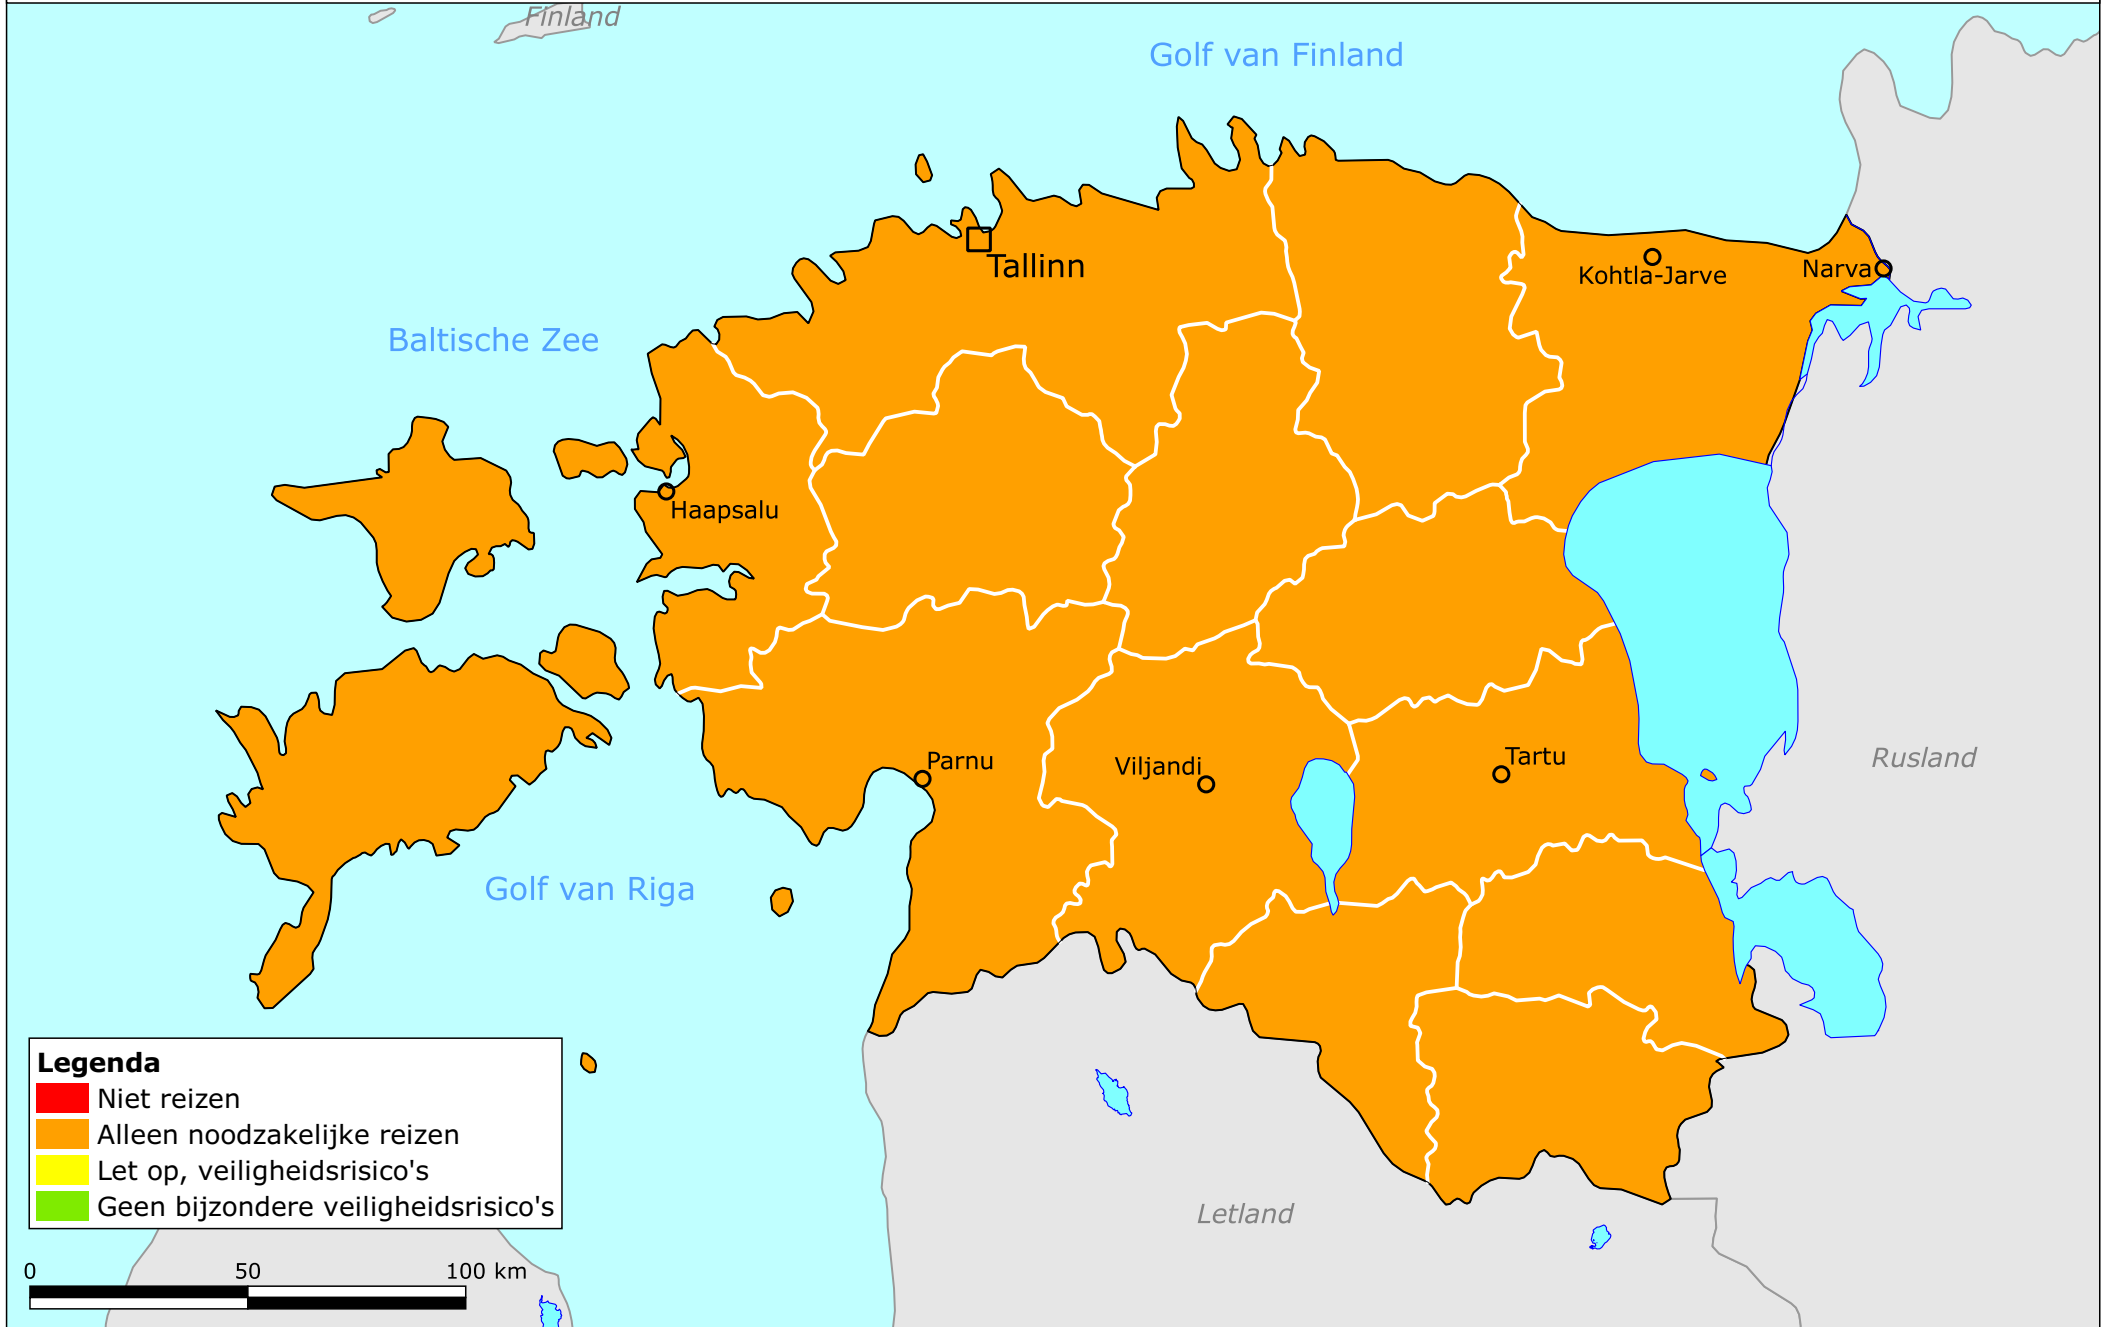 Finland
Golf van Finland
Tallinn
Kohtla-Jarve
Narva
Baltische Zee
Haapsalu
Parnu
Viljandi
Tartu
Rusland
Golf van Riga
Legenda
Niet reizen
Alleen noodzakelijke reizen
Let op, veiligheidsrisico's
Geen bijzondere veiligheidsrisico's
Letland
0 50 100 km